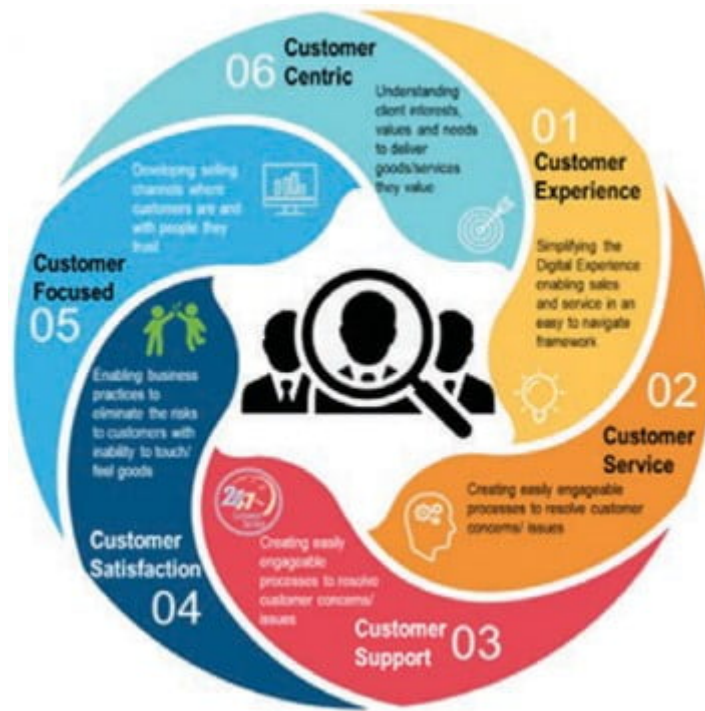 01
Customer
Experience
Simplifying the
Digital Experience
enabling sales
and service in an
easy to navigate
framework
02
Customer
Service
Creating easily engageable
processes to resolve customer
concerns/ issues
03
Customer
Support
24/7
Creating easily
engageable
processes to resolve
customer concerns/
issues
04
Customer
Satisfaction
Enabling business
practices to
eliminate the risks
to customers with
inability to touch/
feel goods
05
Customer
Focused
Developing selling
channels where
customers are and
with people they
trust
06
Customer
Centric
Understanding
client interests,
values and needs
to deliver
goods/services
they value